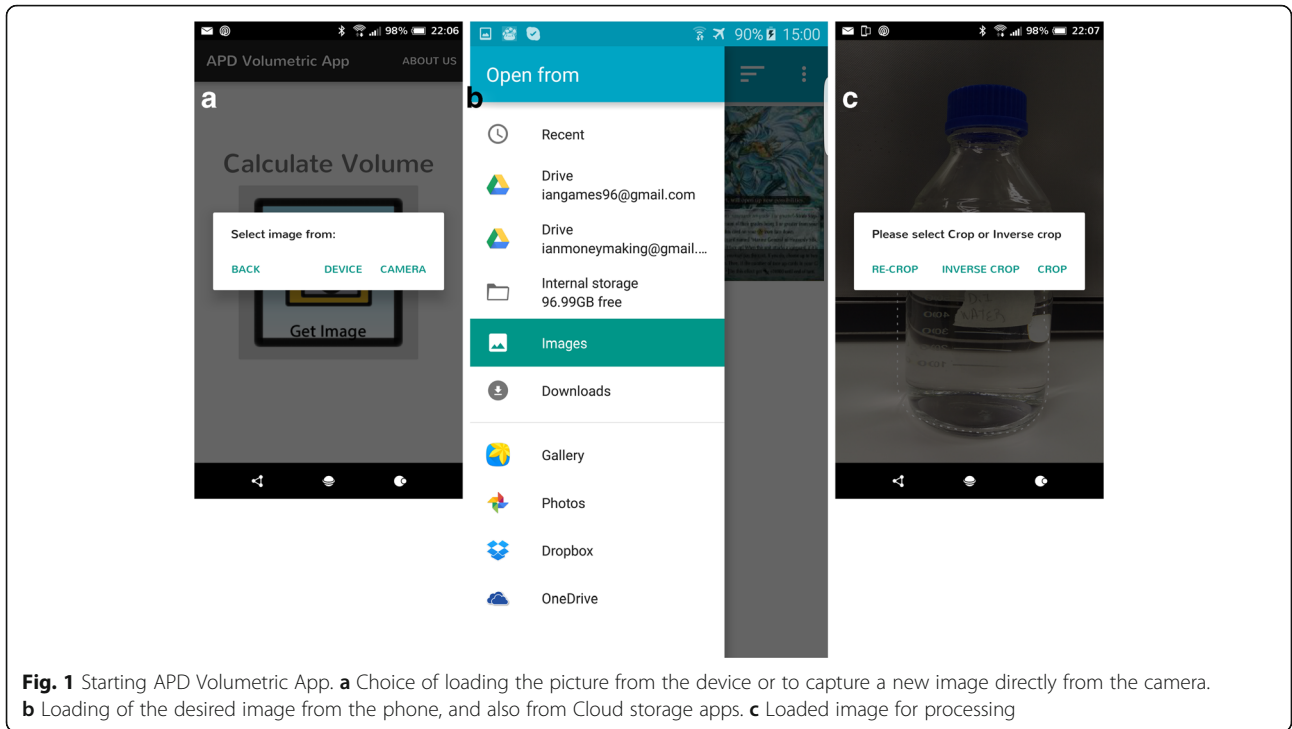 98% 22:06
APD Volumetric App ABOUT US
a
Calculate Volume
Select image from:
BACK DEVICE CAMERA
Get Image
90% 15:00
Open from
b
Recent
Drive
iangames96@gmail.com
Drive
ianmoneymaking@gmail....
Internal storage
96.99GB free
Images
Downloads
Gallery
Photos
Dropbox
OneDrive
98% 22:07
c
Please select Crop or Inverse crop
RE-CROP INVERSE CROP CROP
Fig. 1 Starting APD Volumetric App. a Choice of loading the picture from the device or to capture a new image directly from the camera.
b Loading of the desired image from the phone, and also from Cloud storage apps. c Loaded image for processing